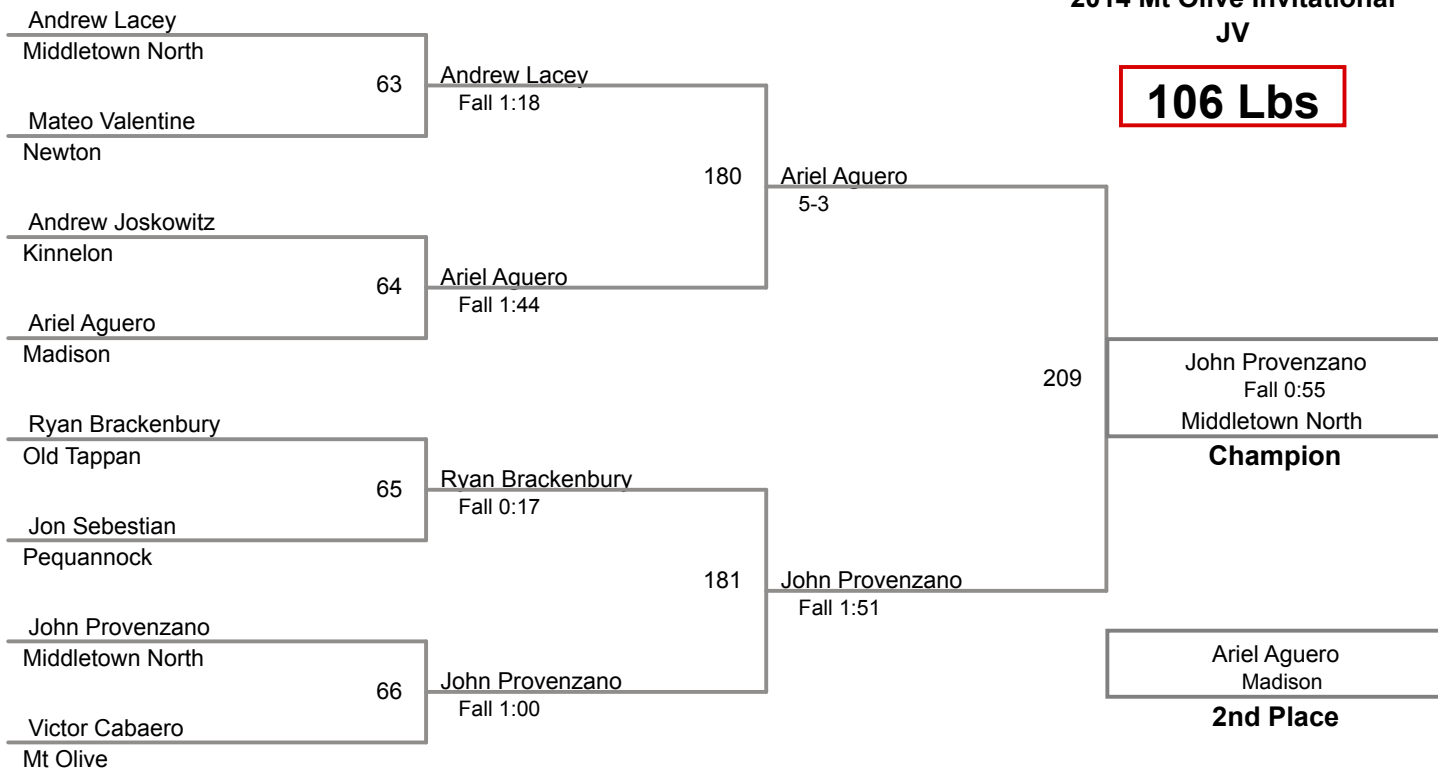 2014 Mt Olive Invitational
JV
106 Lbs
Andrew Lacey
Middletown North
63
Mateo Valentine
Newton
Andrew Joskowitz
Kinnelon
64
Ariel Aguero
Madison
Ryan Brackenbury
Old Tappan
65
Jon Sebestian
Pequannock
John Provenzano
Middletown North
66
Victor Cabaero
Mt Olive
Andrew Lacey
Fall 1:18
180
Ariel Aguero
Fall 1:44
Ryan Brackenbury
Fall 0:17
181
John Provenzano
Fall 1:00
Ariel Aguero
5-3
209
John Provenzano
Fall 1:51
John Provenzano
Fall 0:55
Middletown North
Champion
Ariel Aguero
Madison
2nd Place